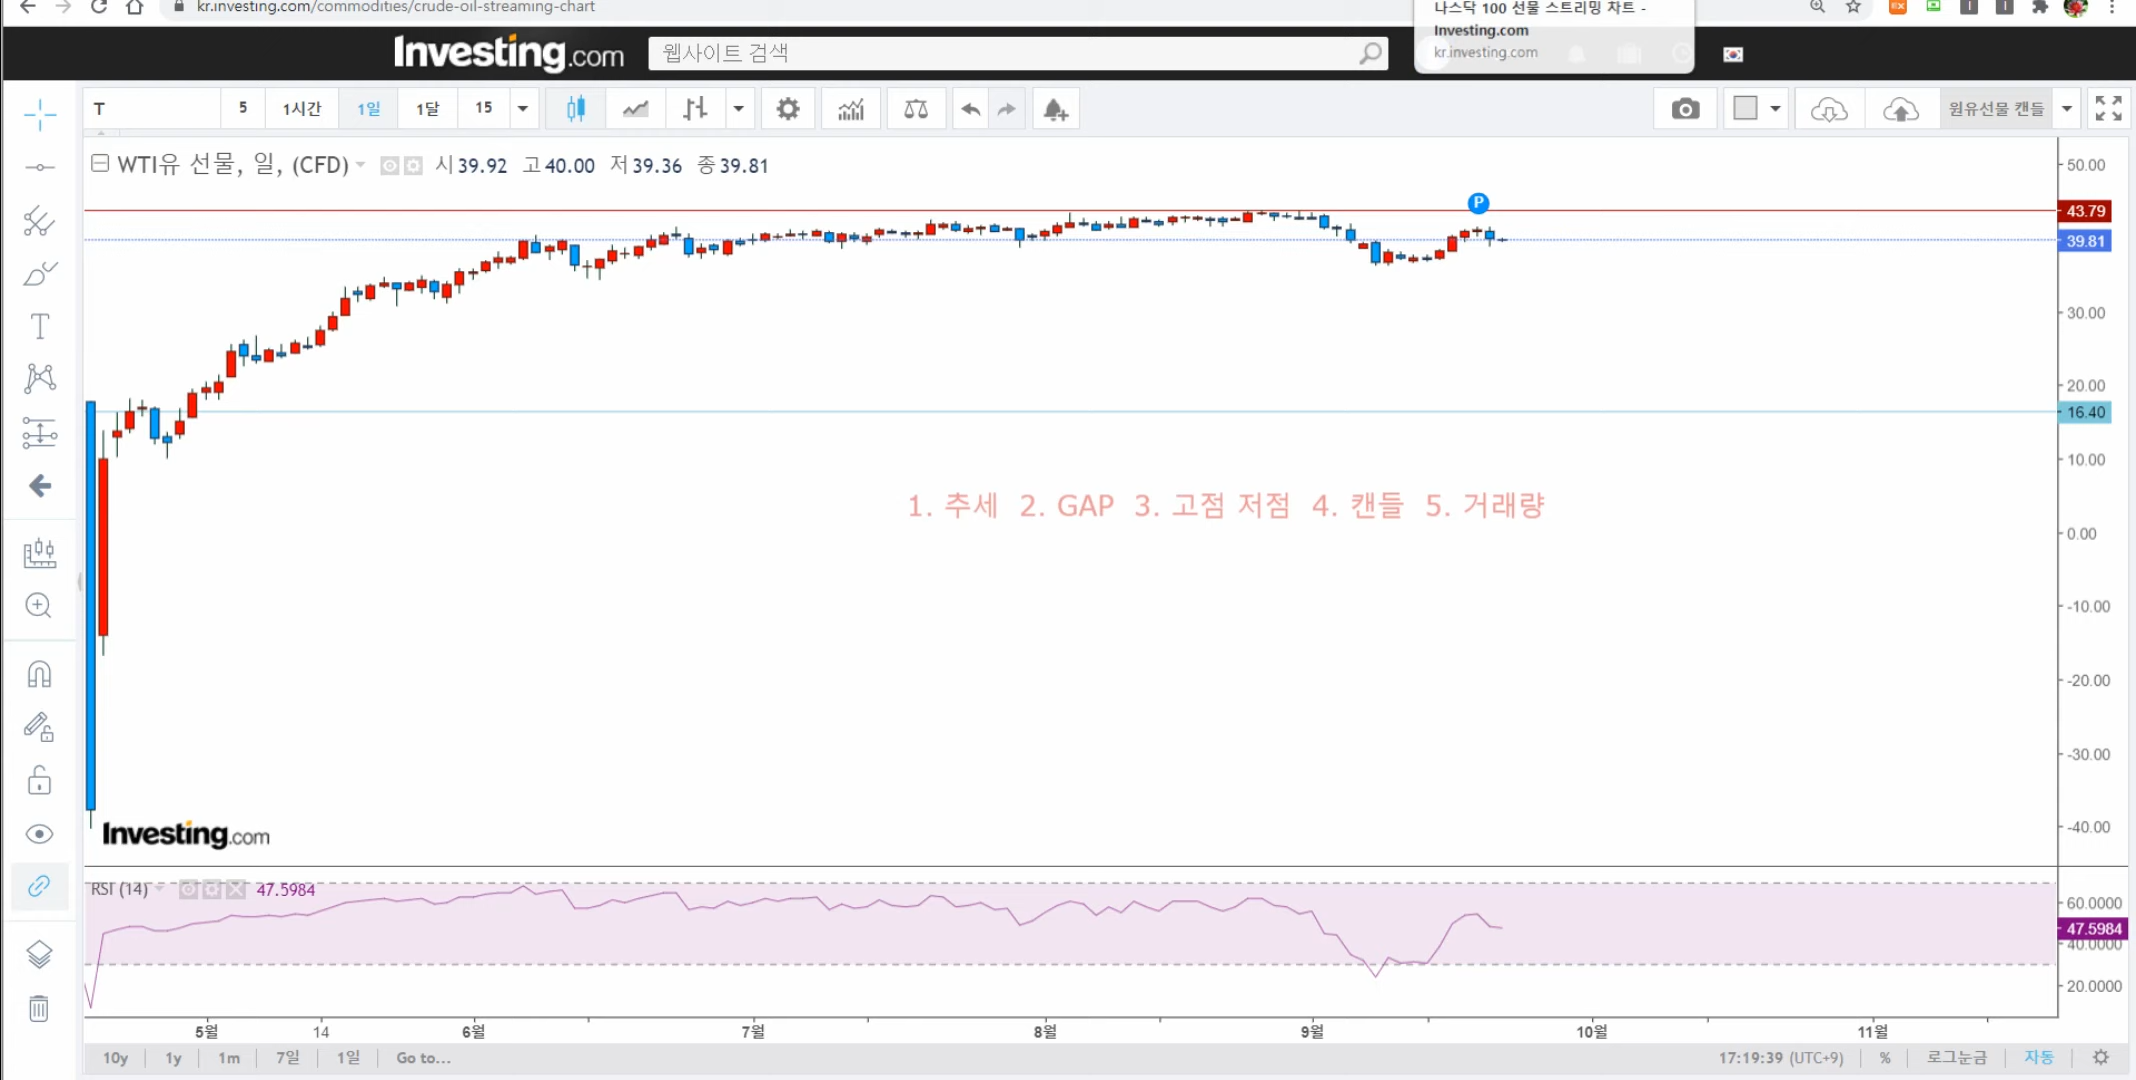 kr.investing.com/commodities/crude-oil-streaming-chart
나스닥 100 선물 스트리밍 차트 -
Investing.com
kr.investing.com
Investing.com
웹사이트 검색
T 5 1시간 1일 1달 15
원유선물 캔들
WTI유 선물, 일, (CFD) 시39.92 고40.00 저39.36 종39.81
50.00
P
43.79
39.81
30.00
20.00
16.40
10.00
1. 추세 2. GAP 3. 고점 저점 4. 캔들 5. 거래량
0.00
-10.00
-20.00
-30.00
-40.00
Investing.com
RSI (14) 47.5984
60.0000
47.5984
40.0000
20.0000
5월 14 6월 7월 8월 9월 10월 11월
10y 1y 1m 7일 1일 Go to...
17:19:39 (UTC+9) % 로그눈금 자동